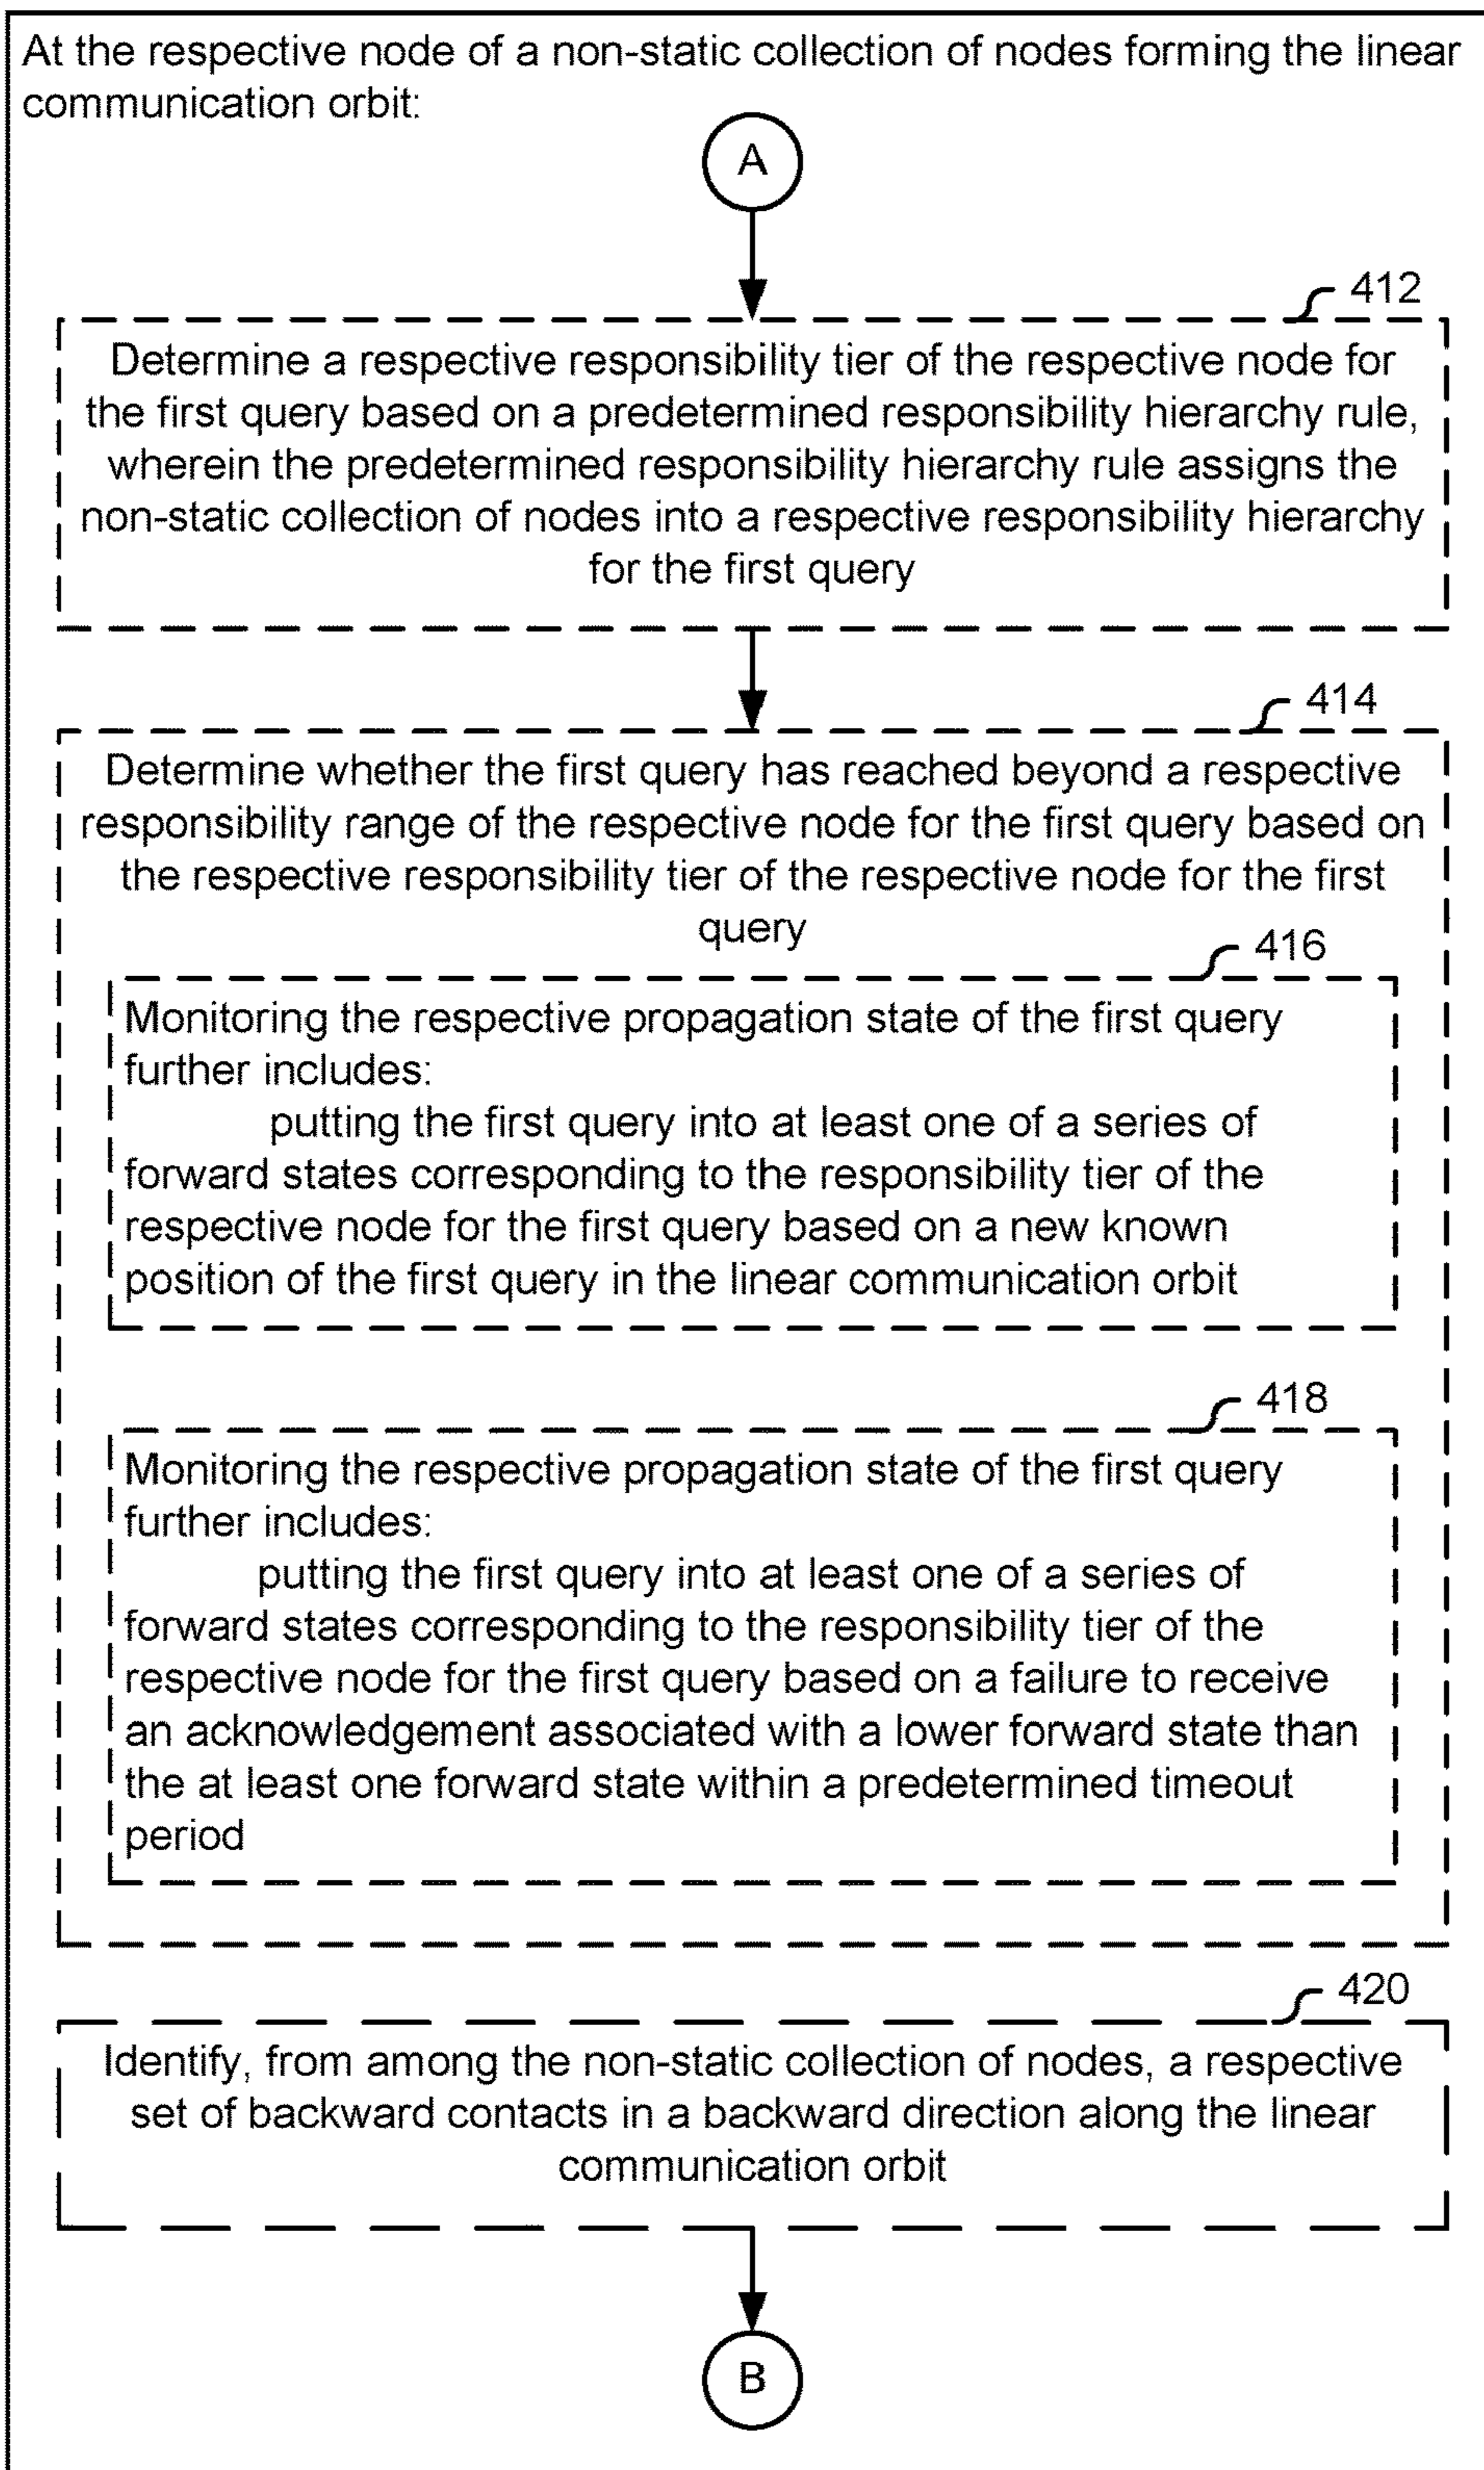 At the respective node of a non-static collection of nodes forming the linear
communication orbit:
A
412
Determine a respective responsibility tier of the respective node for
the first query based on a predetermined responsibility hierarchy rule,
wherein the predetermined responsibility hierarchy rule assigns the
non-static collection of nodes into a respective responsibility hierarchy
for the first query
414
Determine whether the first query has reached beyond a respective
responsibility range of the respective node for the first query based on
the respective responsibility tier of the respective node for the first
query
416
Monitoring the respective propagation state of the first query
further includes:
putting the first query into at least one of a series of
forward states corresponding to the responsibility tier of the
respective node for the first query based on a new known
position of the first query in the linear communication orbit
418
Monitoring the respective propagation state of the first query
further includes:
putting the first query into at least one of a series of
forward states corresponding to the responsibility tier of the
respective node for the first query based on a failure to receive
an acknowledgement associated with a lower forward state than
the at least one forward state within a predetermined timeout
period
420
Identify, from among the non-static collection of nodes, a respective
set of backward contacts in a backward direction along the linear
communication orbit
B